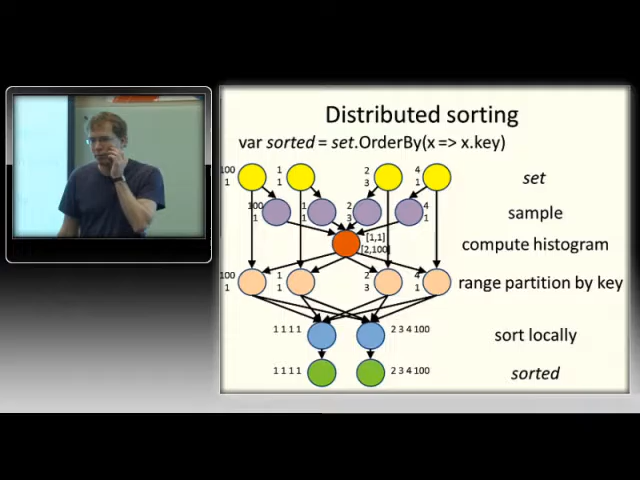 Distributed sorting
var sorted = set.OrderBy(x => x.key)
100 1 2 4 set
1 1 3 1
100 1 2 4 sample
1 1 3 1
[1,1] compute histogram
[2,100]
100 1 2 4 range partition by key
1 1 3 1
1 1 1 1 2 3 4 100 sort locally
1 1 1 1 2 3 4 100 sorted